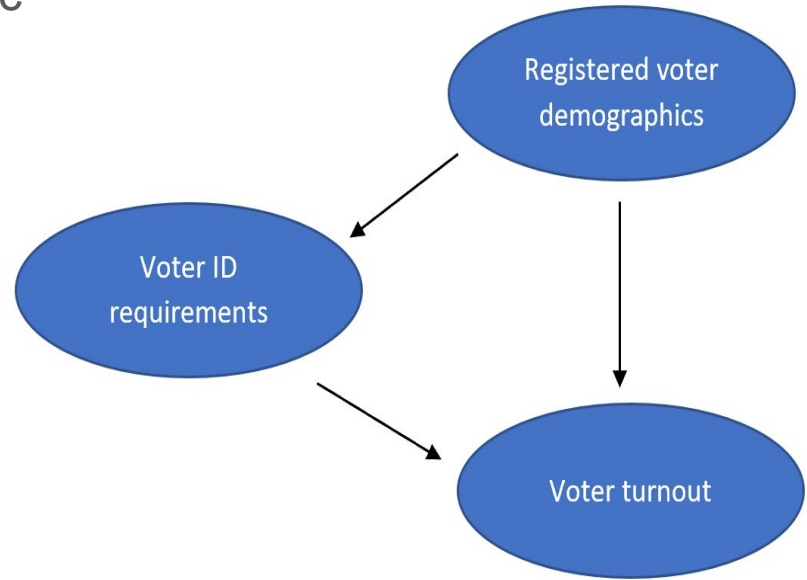 Registered voter
demographics
Voter ID
requirements
Voter turnout